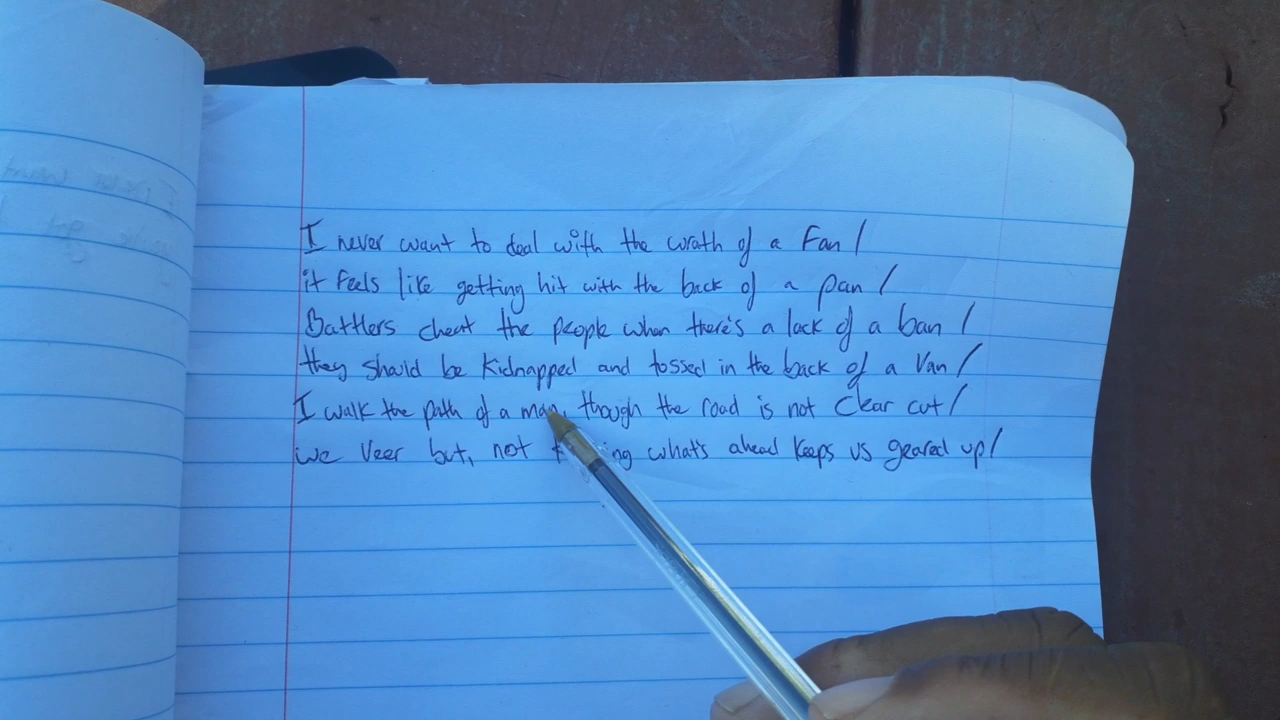 I never want to deal with the wrath of a Fan /
it feels like getting hit with the back of a pan /
Battlers cheat the people when there's a lack of a ban /
they should be kidnapped and tossed in the back of a Van /
I walk the path of a man, though the road is not clear cut /
we veer but, not what's ahead keeps us geared up /